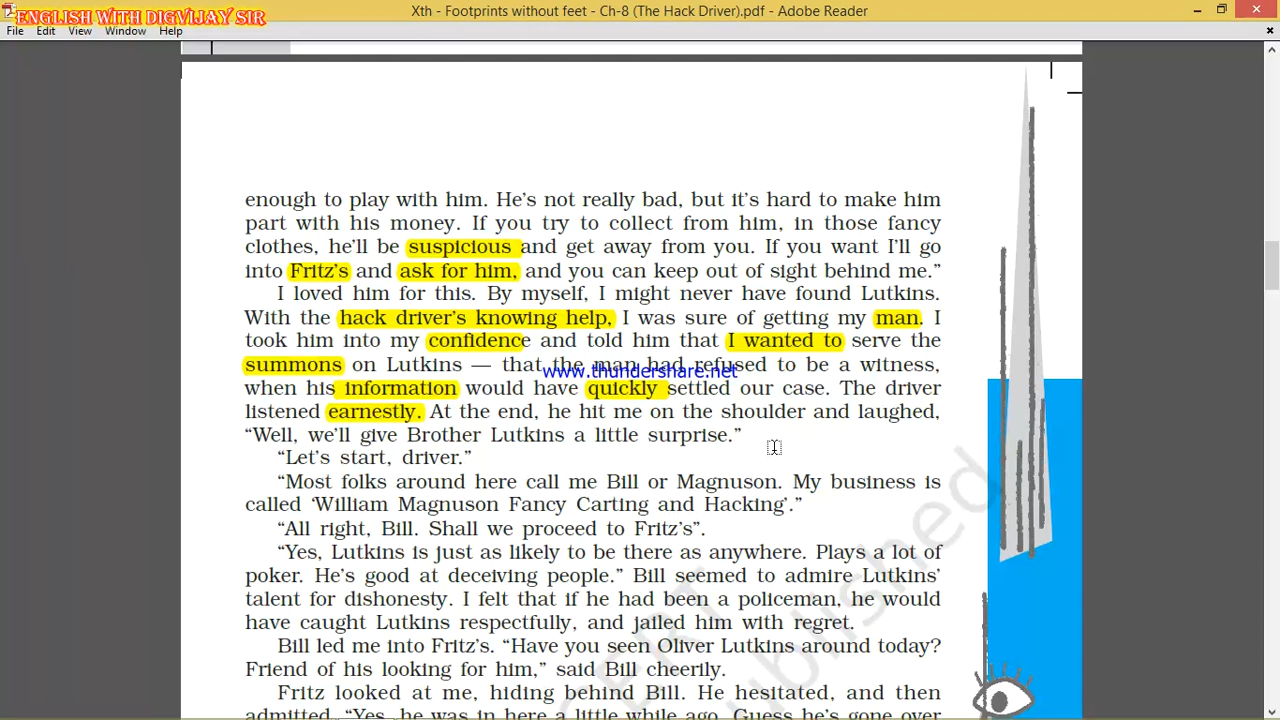 ENGLISH WITH DIGVIJAY SIR
Xth - Footprints without feet - Ch-8 (The Hack Driver).pdf - Adobe Reader
File Edit View Window Help
enough to play with him. He's not really bad, but it's hard to make him
part with his money. If you try to collect from him, in those fancy
clothes, he'll be suspicious and get away from you. If you want I'll go
into Fritz's and ask for him, and you can keep out of sight behind me.”
I loved him for this. By myself, I might never have found Lutkins.
With the hack driver's knowing help, I was sure of getting my man. I
took him into my confidence and told him that I wanted to serve the
summons on Lutkins — that the man had refused to be a witness,
www.thundershare.net
when his information would have quickly settled our case. The driver
listened earnestly. At the end, he hit me on the shoulder and laughed,
“Well, we'll give Brother Lutkins a little surprise.”
“Let's start, driver.”
“Most folks around here call me Bill or Magnuson. My business is
called ‘William Magnuson Fancy Carting and Hacking’.”
“All right, Bill. Shall we proceed to Fritz's”.
“Yes, Lutkins is just as likely to be there as anywhere. Plays a lot of
poker. He's good at deceiving people.” Bill seemed to admire Lutkins'
talent for dishonesty. I felt that if he had been a policeman, he would
have caught Lutkins respectfully, and jailed him with regret.
Bill led me into Fritz's. “Have you seen Oliver Lutkins around today?
Friend of his looking for him,” said Bill cheerily.
Fritz looked at me, hiding behind Bill. He hesitated, and then
admitted, “Yes, he was in here a little while ago. Guess he's gone over